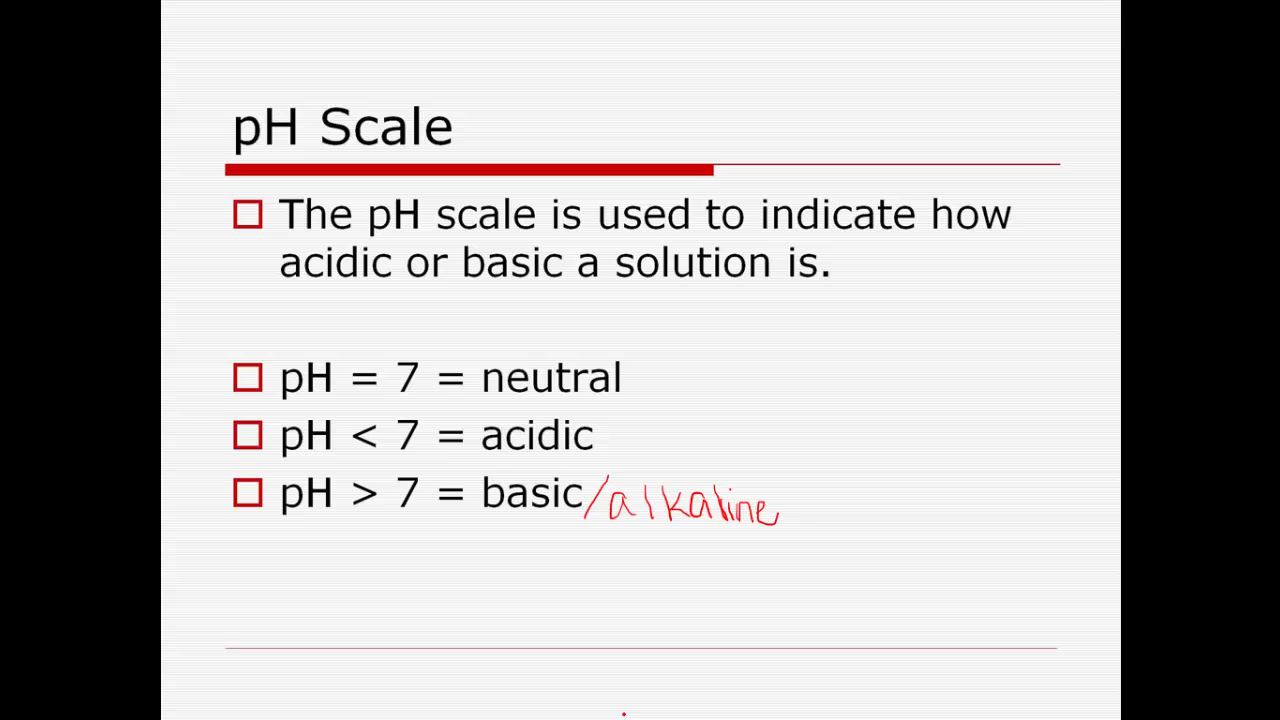 pH Scale
The pH scale is used to indicate how
acidic or basic a solution is.
pH = 7 = neutral
pH < 7 = acidic
pH > 7 = basic/alkaline